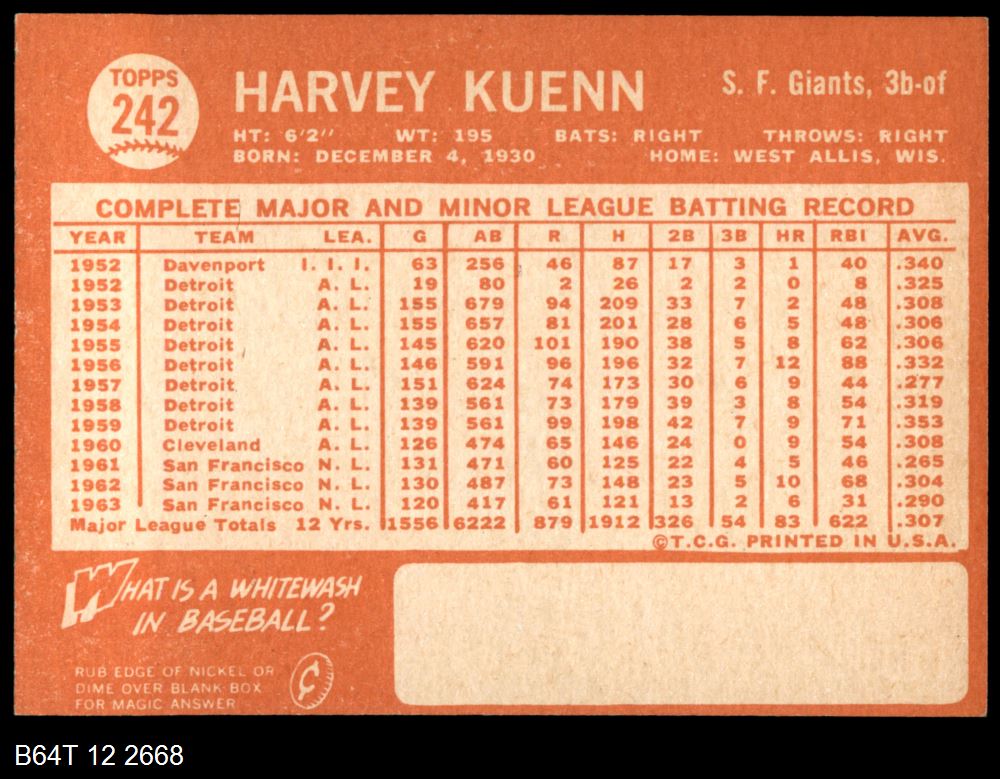 TOPPS
242
HARVEY KUENN
S. F. Giants, 3b-of
HT: 6'2" WT: 195 BATS: RIGHT THROWS: RIGHT
BORN: DECEMBER 4, 1930 HOME: WEST ALLIS, WIS.
COMPLETE MAJOR AND MINOR LEAGUE BATTING RECORD
YEAR TEAM LEA. G AB R H 2B 3B HR RBI AVG.
1952 Davenport I. I. I. 63 256 46 87 17 3 1 40 .340
1952 Detroit A. L. 19 80 2 26 2 2 0 8 .325
1953 Detroit A. L. 155 679 94 209 33 7 2 48 .308
1954 Detroit A. L. 155 657 81 201 28 6 5 48 .306
1955 Detroit A. L. 145 620 101 190 38 5 8 62 .306
1956 Detroit A. L. 146 591 96 196 32 7 12 88 .332
1957 Detroit A. L. 151 624 74 173 30 6 9 44 .277
1958 Detroit A. L. 139 561 73 179 39 3 8 54 .319
1959 Detroit A. L. 139 561 99 198 42 7 9 71 .353
1960 Cleveland A. L. 126 474 65 146 24 0 9 54 .308
1961 San Francisco N. L. 131 471 60 125 22 4 5 46 .265
1962 San Francisco N. L. 130 487 73 148 23 5 10 68 .304
1963 San Francisco N. L. 120 417 61 121 13 2 6 31 .290
Major League Totals 12 Yrs. 1556 6222 879 1912 326 54 83 622 .307
©T.C.G. PRINTED IN U.S.A.
WHAT IS A WHITEWASH
IN BASEBALL?
RUB EDGE OF NICKEL OR
DIME OVER BLANK BOX
FOR MAGIC ANSWER
¢
B64T 12 2668